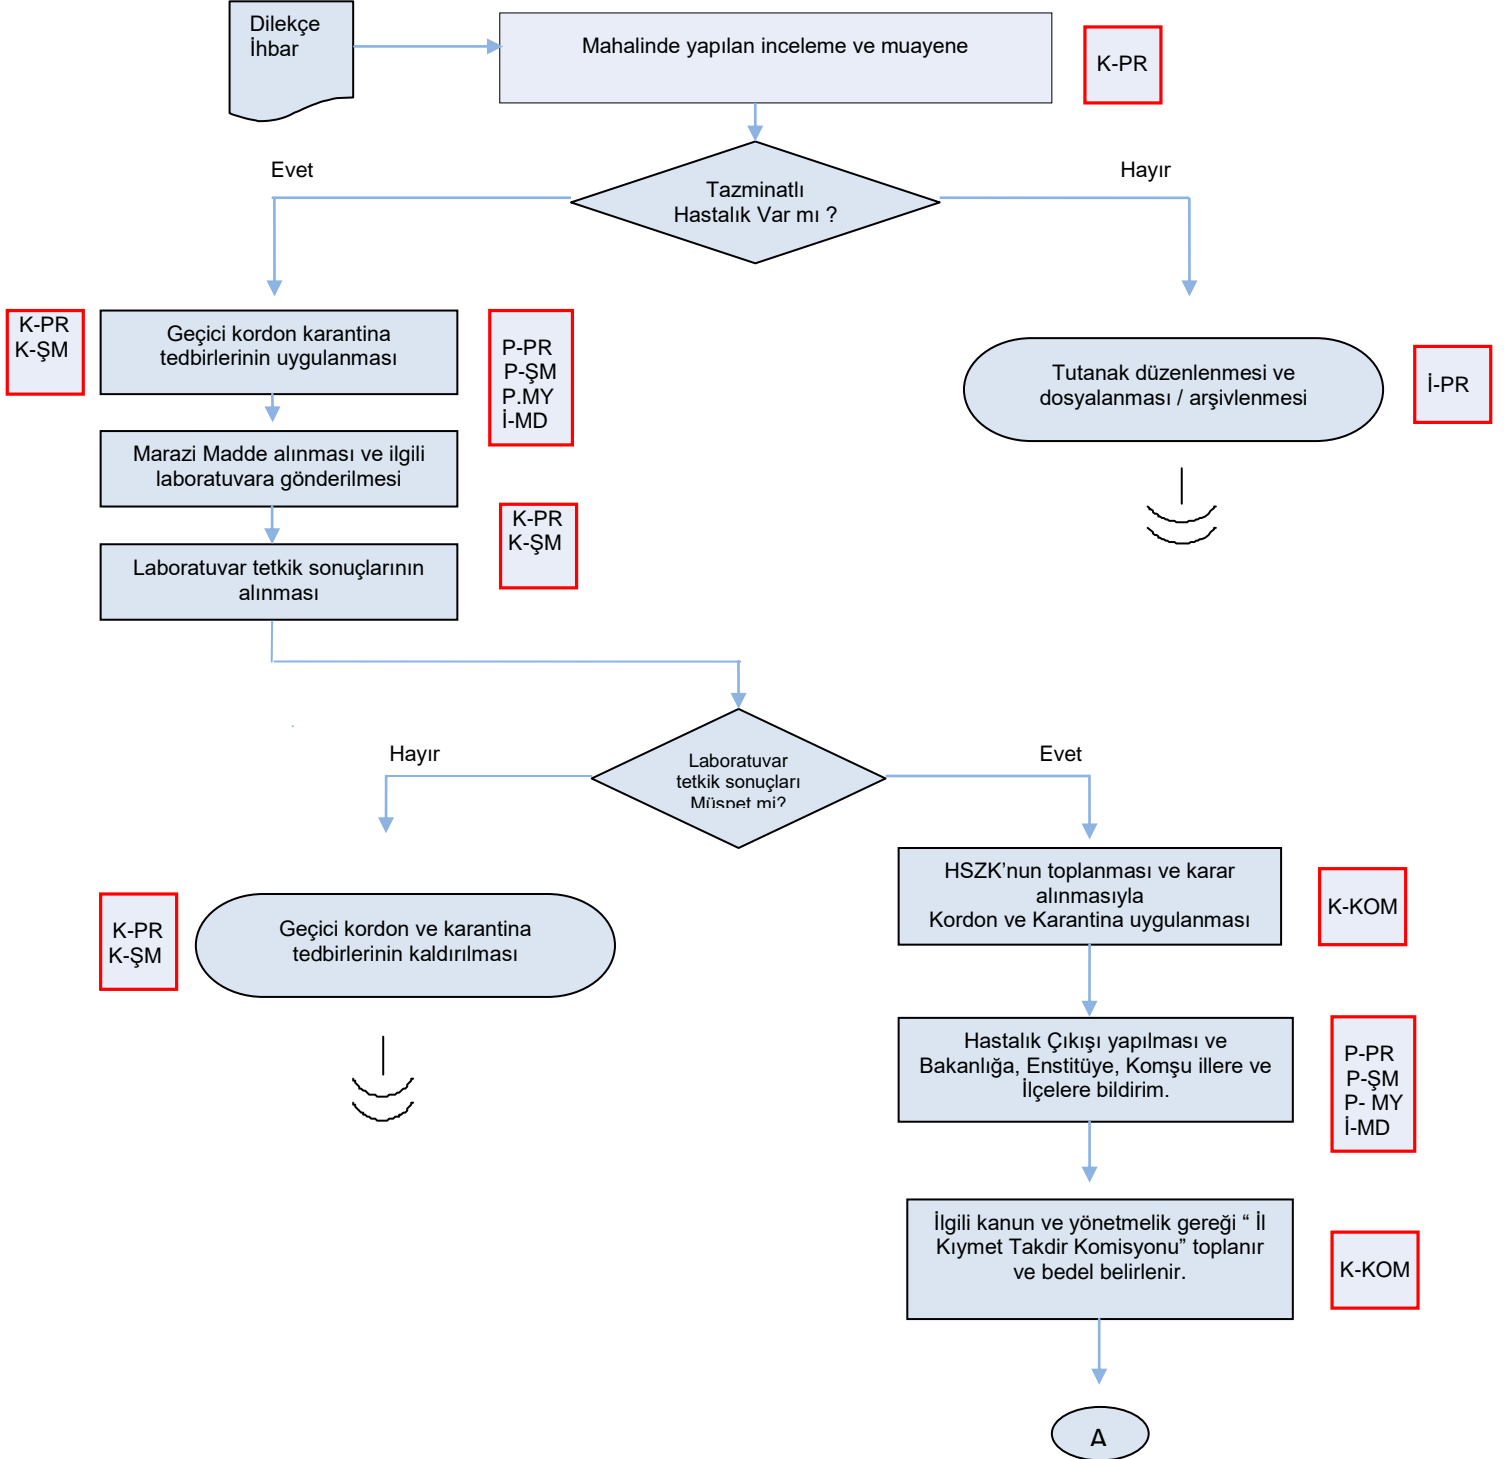 Dilekçe
İhbar
Mahalinde yapılan inceleme ve muayene
K-PR
Evet
Hayır
Tazminatlı
Hastalık Var mı ?
K-PR
K-ŞM
Geçici kordon karantina
tedbirlerinin uygulanması
P-PR
P-ŞM
P.MY
İ-MD
Tutanak düzenlenmesi ve
dosyalanması / arşivlenmesi
İ-PR
Marazi Madde alınması ve ilgili
laboratuvara gönderilmesi
K-PR
K-ŞM
Laboratuvar tetkik sonuçlarının
alınması
Hayır
Evet
Laboratuvar
tetkik sonuçları
Müspet mi?
HSZK’nun toplanması ve karar
alınmasıyla
Kordon ve Karantina uygulanması
K-KOM
K-PR
K-ŞM
Geçici kordon ve karantina
tedbirlerinin kaldırılması
Hastalık Çıkışı yapılması ve
Bakanlığa, Enstitüye, Komşu illere ve
İlçelere bildirim.
P-PR
P-ŞM
P- MY
İ-MD
İlgili kanun ve yönetmelik gereği “ İl
Kıymet Takdir Komisyonu” toplanır
ve bedel belirlenir.
K-KOM
A